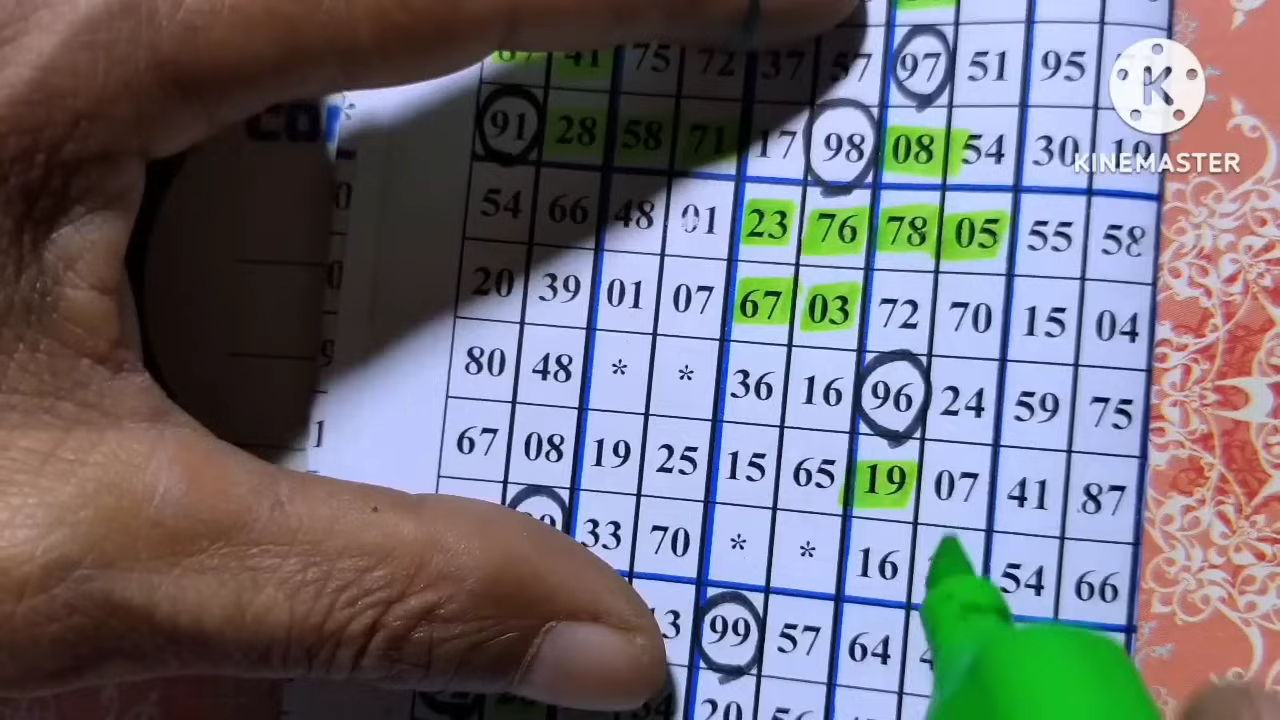 67 41 75 72 37 57 97 51 95
91 28 58 71 17 98 08 54 30 19
54 66 48 01 23 76 78 05 55 58
20 39 01 07 67 03 72 70 15 04
80 48 * * 36 16 96 24 59 75
67 08 19 25 15 65 19 07 41 87
33 70 * * 16 54 66
99 57 64
K
KINEMASTER